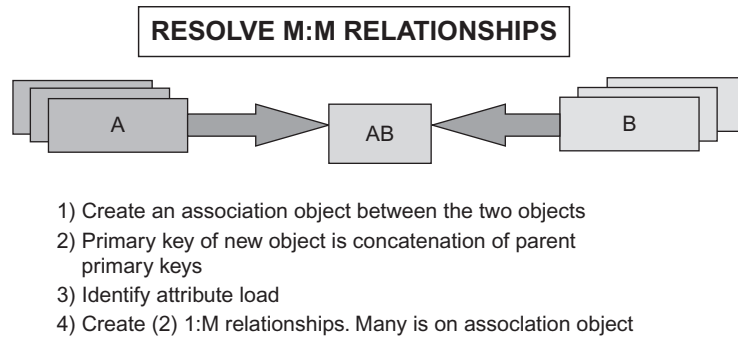 RESOLVE M:M RELATIONSHIPS
A
AB
B
1) Create an association object between the two objects
2) Primary key of new object is concatenation of parent
primary keys
3) Identify attribute load
4) Create (2) 1:M relationships. Many is on assoclation object